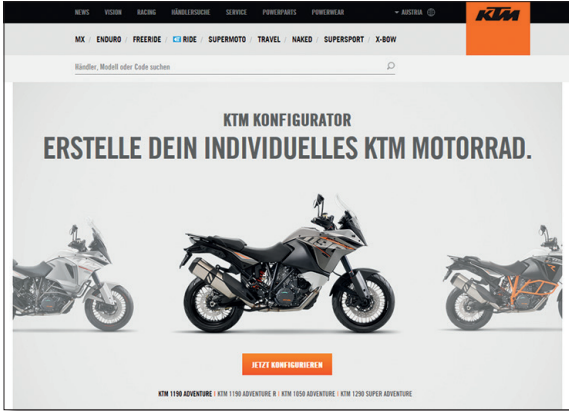 NEWS VISION RACING HÄNDLERSUCHE SERVICE POWERPARTS POWERWEAR AUSTRIA
KTM
MX / ENDURO / FREERIDE / E RIDE / SUPERMOTO / TRAVEL / NAKED / SUPERSPORT / X-BOW
Händler, Modell oder Code suchen
KTM KONFIGURATOR
ERSTELLE DEIN INDIVIDUELLES KTM MOTORRAD.
JETZT KONFIGURIEREN
KTM 1190 ADVENTURE | KTM 1190 ADVENTURE R | KTM 1050 ADVENTURE | KTM 1290 SUPER ADVENTURE